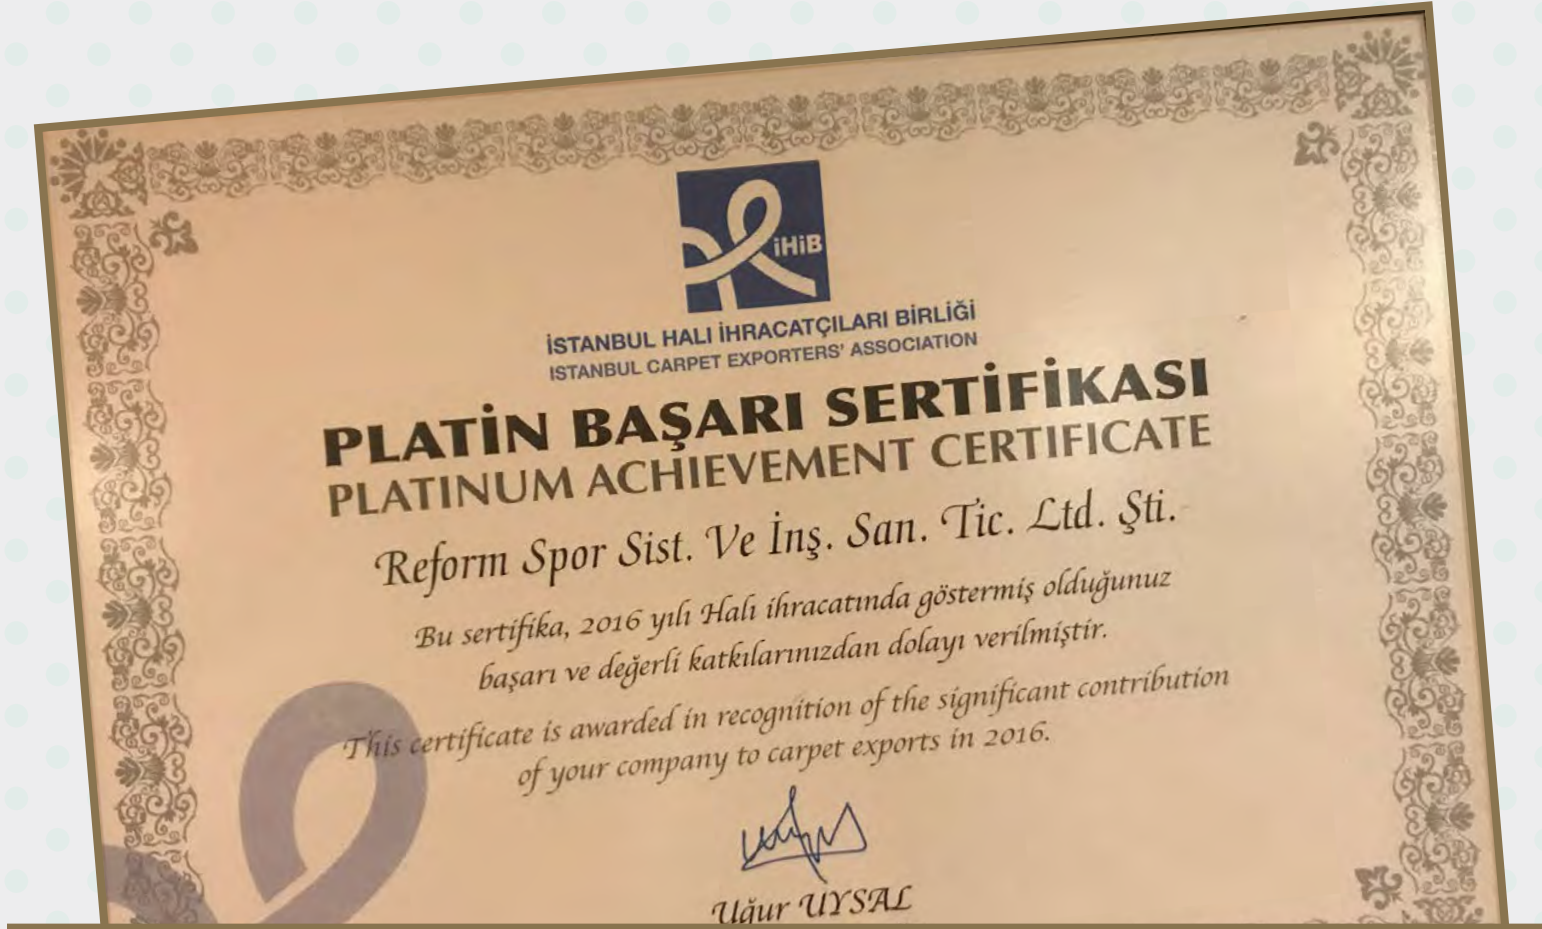 iHiB
İSTANBUL HALI İHRACATÇILARI BİRLİĞİ
ISTANBUL CARPET EXPORTERS' ASSOCIATION
PLATİN BAŞARI SERTİFİKASI
PLATINUM ACHIEVEMENT CERTIFICATE
Reform Spor Sist. Ve İnş. San. Tic. Ltd. Şti.
Bu sertifika, 2016 yılı Halı ihracatında göstermiş olduğunuz
başarı ve değerli katkılarınızdan dolayı verilmiştir.
This certificate is awarded in recognition of the significant contribution
of your company to carpet exports in 2016.
Uğur UYSAL